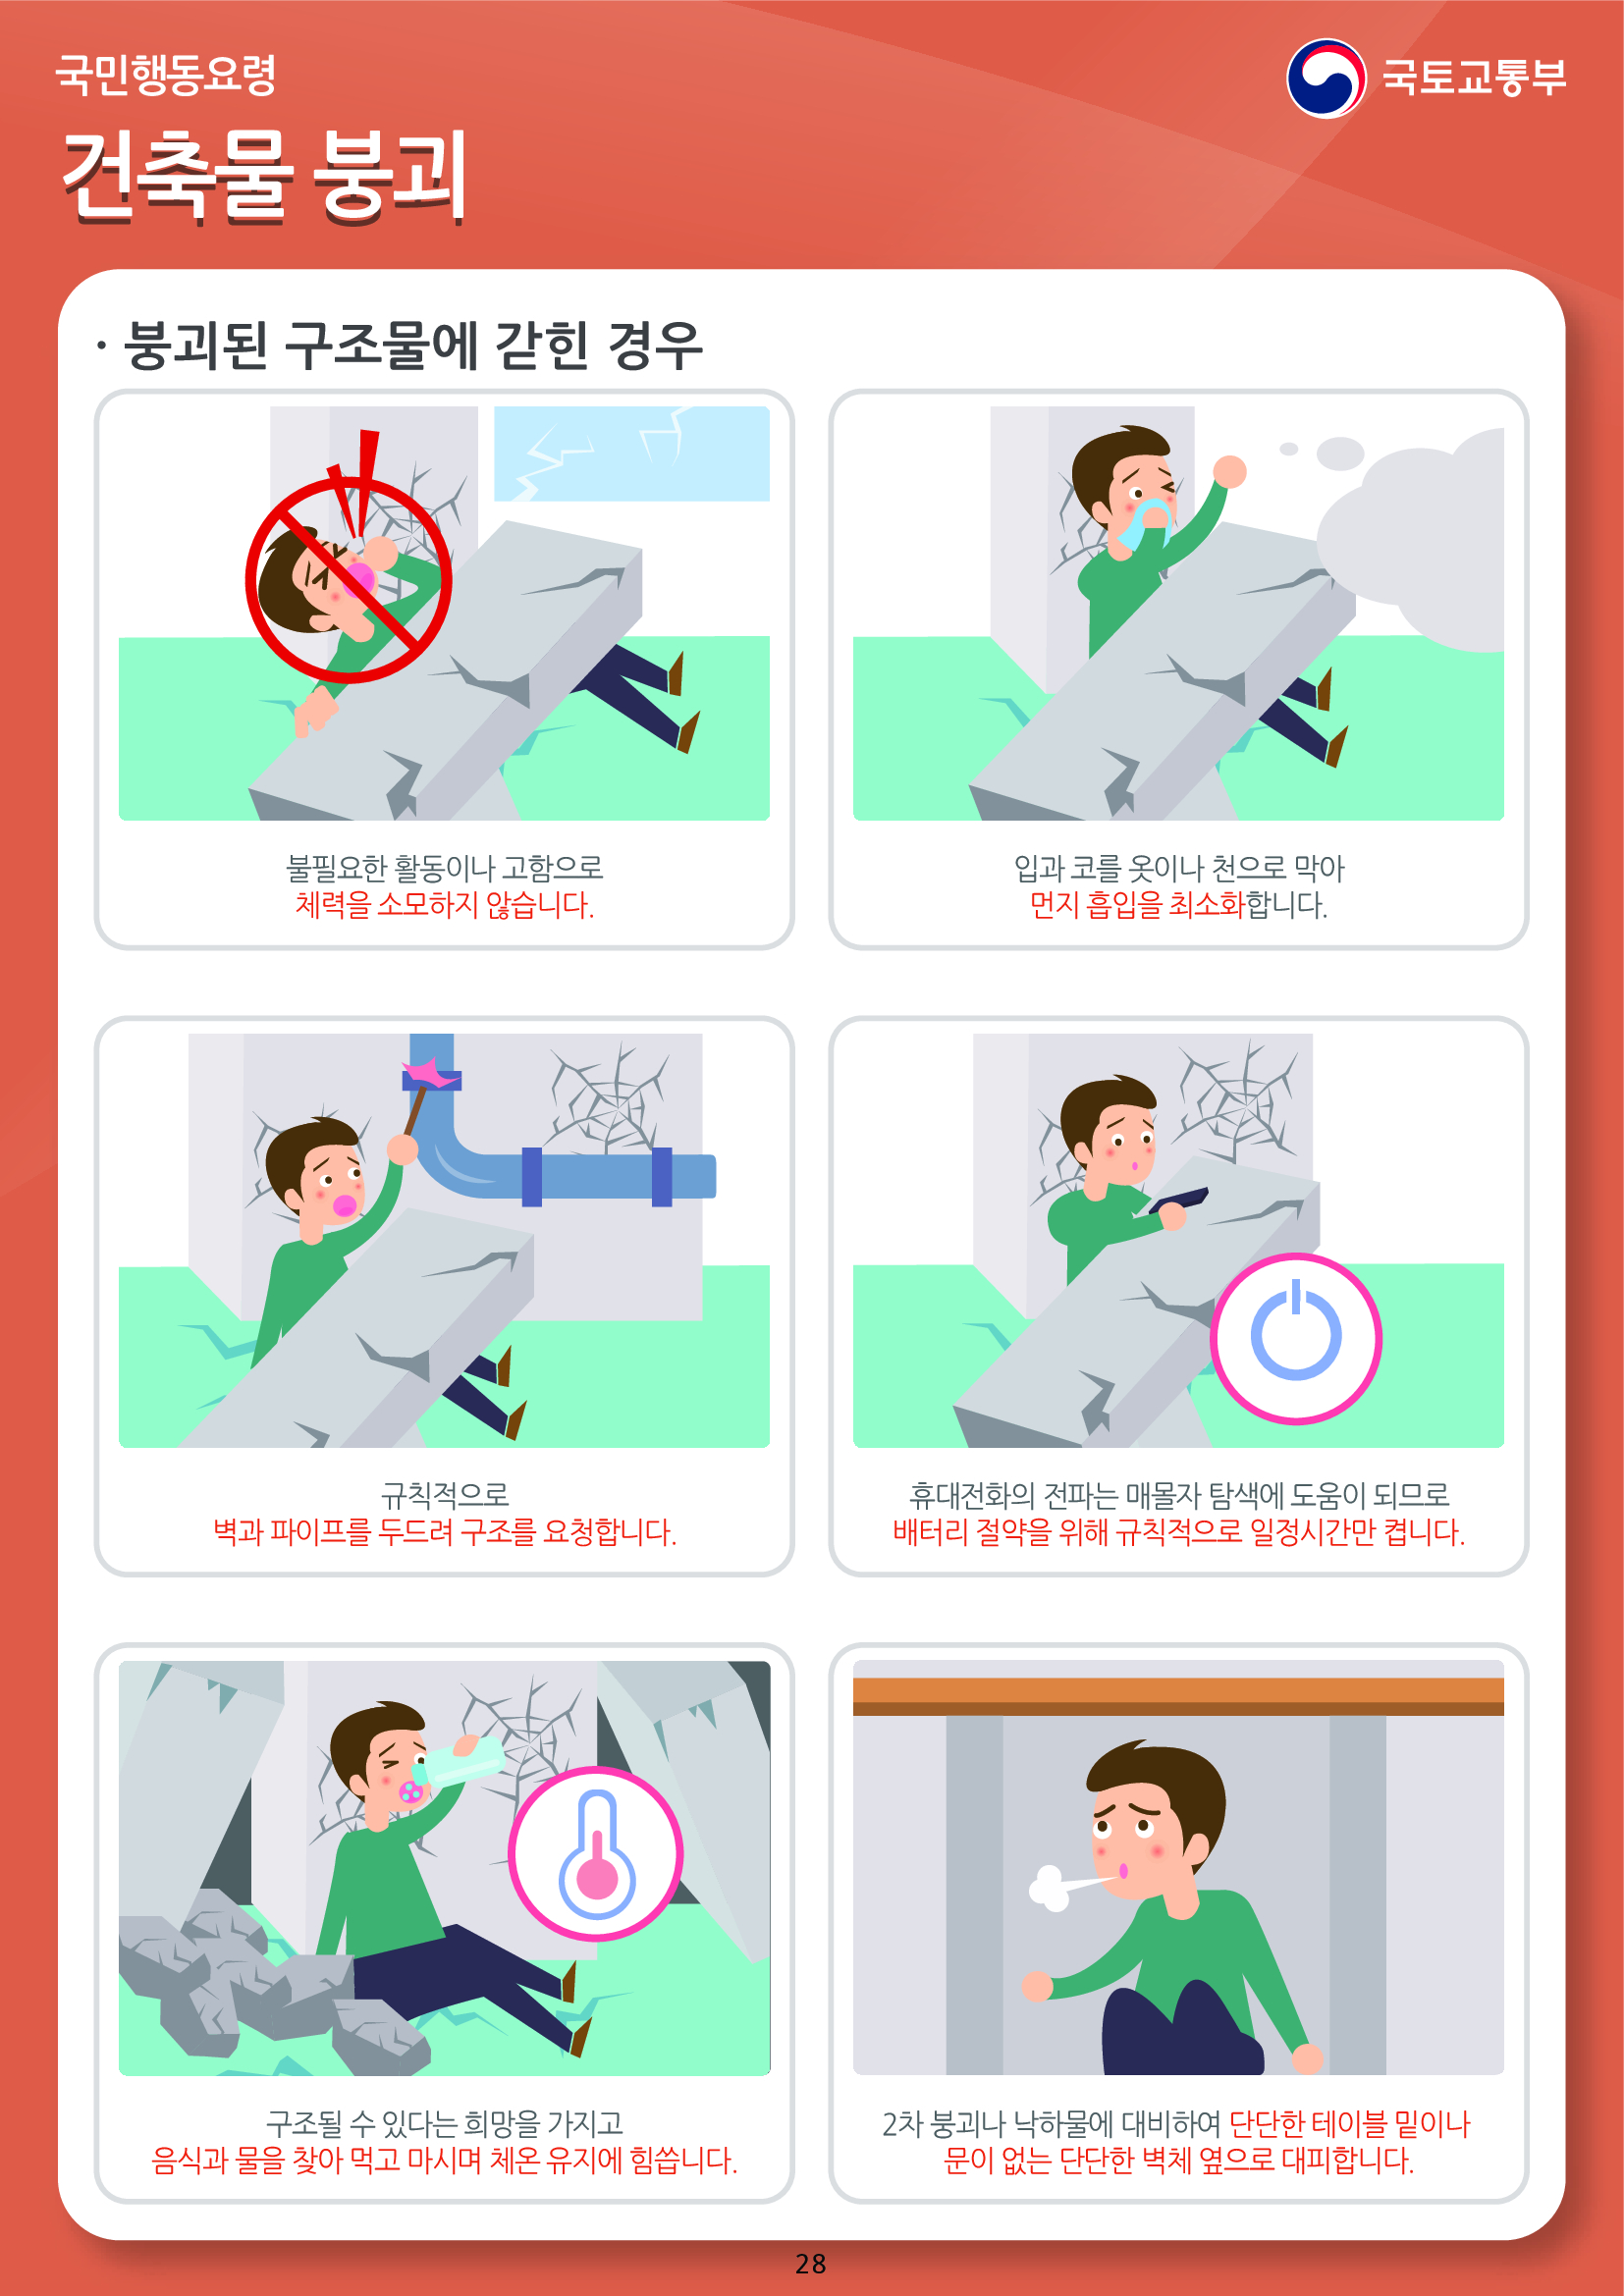 국민행동요령
국토교통부
건축물 붕괴
· 붕괴된 구조물에 갇힌 경우
불필요한 활동이나 고함으로
체력을 소모하지 않습니다.
입과 코를 옷이나 천으로 막아
먼지 흡입을 최소화합니다.
규칙적으로
벽과 파이프를 두드려 구조를 요청합니다.
휴대전화의 전파는 매몰자 탐색에 도움이 되므로
배터리 절약을 위해 규칙적으로 일정시간만 켭니다.
구조될 수 있다는 희망을 가지고
음식과 물을 찾아 먹고 마시며 체온 유지에 힘씁니다.
2차 붕괴나 낙하물에 대비하여 단단한 테이블 밑이나
문이 없는 단단한 벽체 옆으로 대피합니다.
28